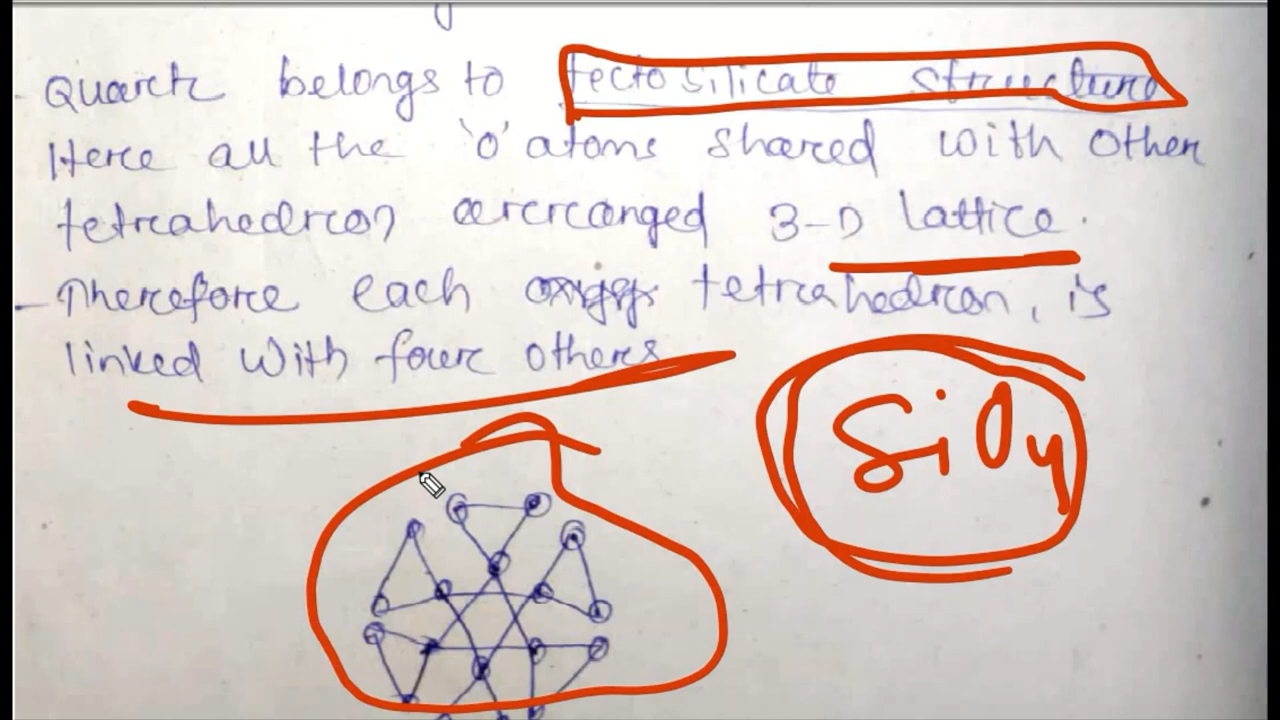 Quartz belongs to tectosilicate structure
Here all the 'O' atoms shared with other
tetrahedron arranged 3-D lattice.
- Therefore each tetrahedron, is
linked with four others
SiO4